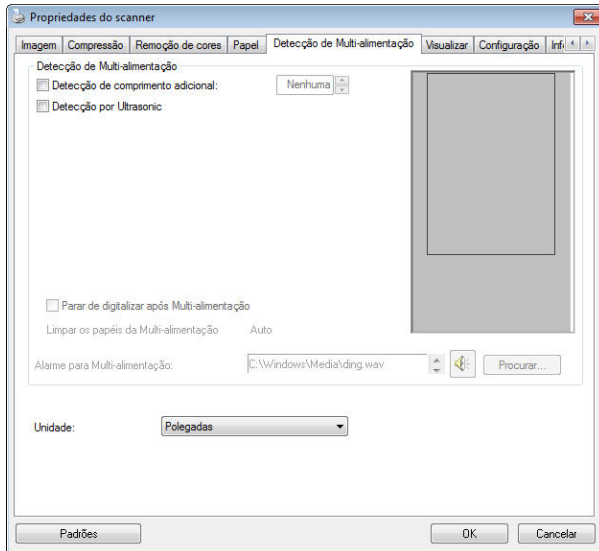 Propriedades do scanner
Imagem Compressão Remoção de cores Papel Detecção de Multi-alimentação Visualizar Configuração Inf
Detecção de Multi-alimentação
Detecção de comprimento adicional: Nenhuma
Detecção por Ultrasonic
Parar de digitalizar após Multi-alimentação
Limpar os papéis da Multi-alimentação Auto
Alarme para Multi-alimentação: C:\Windows\Media\ding.wav Procurar...
Unidade: Polegadas
Padrões OK Cancelar